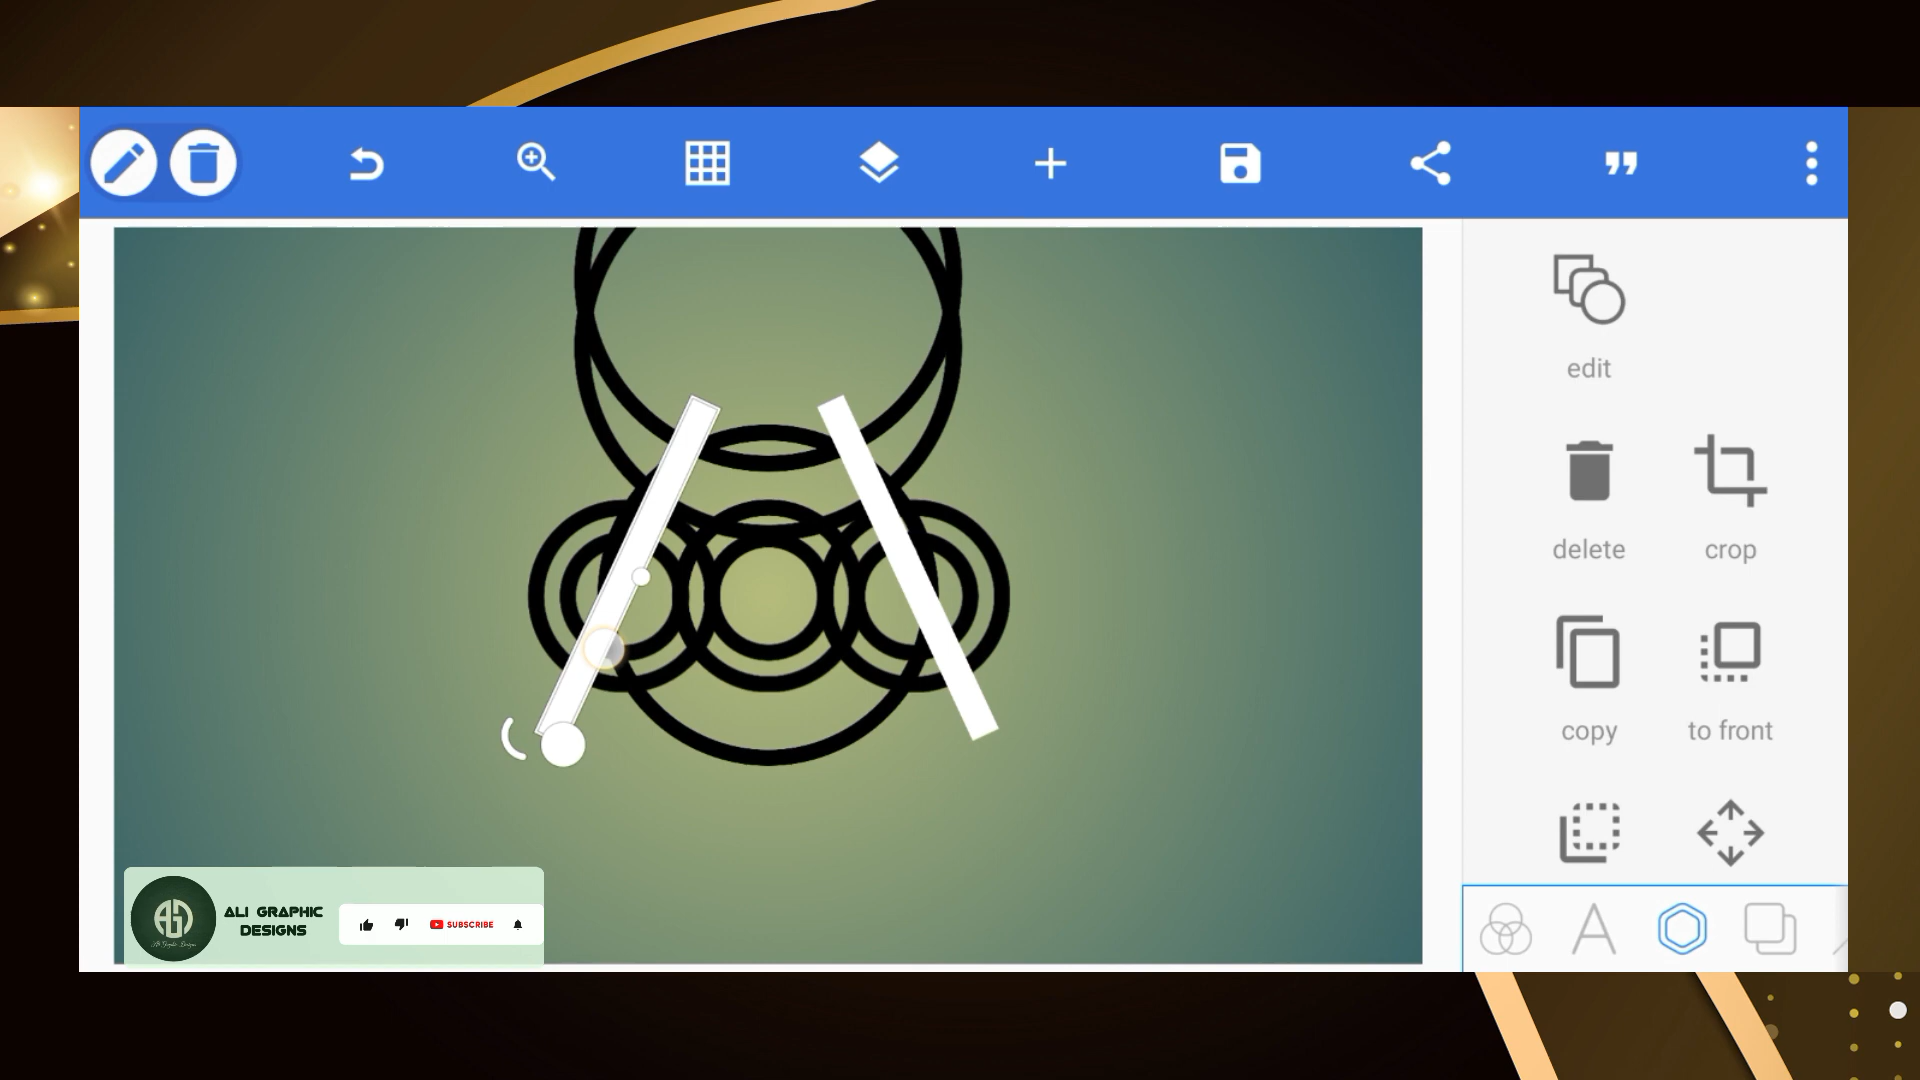 edit
delete
crop
copy
to front
ALI GRAPHIC
DESIGNS
SUBSCRIBE